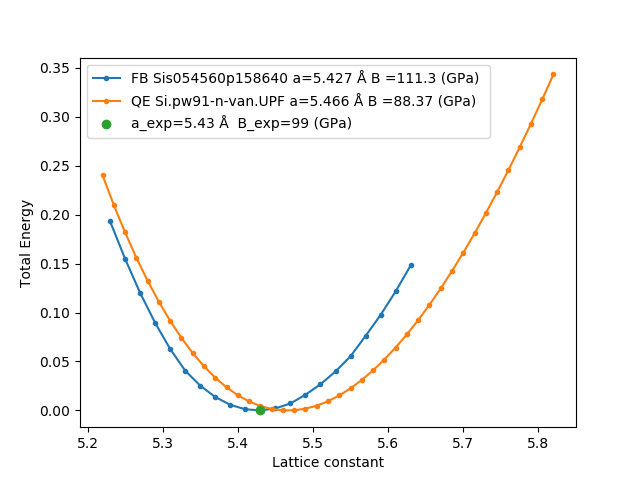 0.35
0.30
0.25
0.20
0.15
0.10
0.05
0.00
Total Energy
FB Sis054560p158640 a=5.427 Å B =111.3 (GPa)
QE Si.pw91-n-van.UPF a=5.466 Å B =88.37 (GPa)
a_exp=5.43 Å  B_exp=99 (GPa)
5.2 5.3 5.4 5.5 5.6 5.7 5.8
Lattice constant